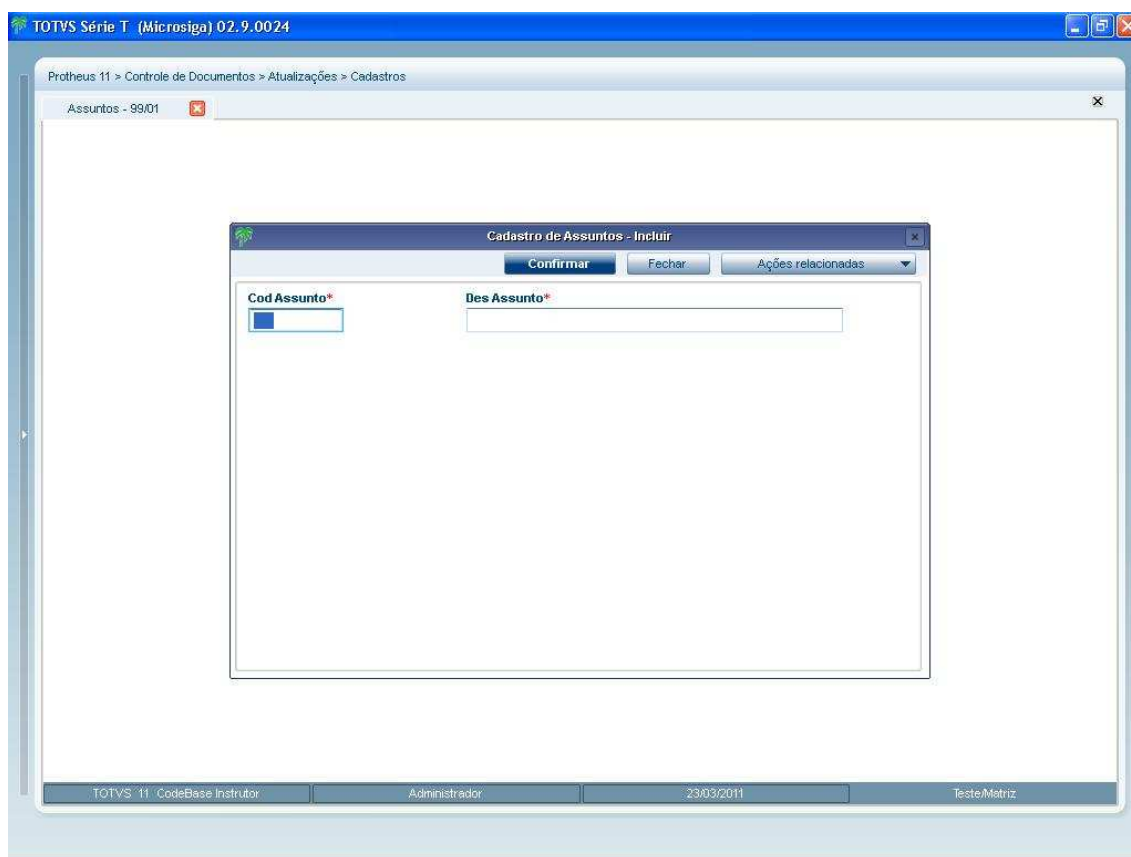 TOTVS Série T (Microsiga) 02.9.0024
Protheus 11 > Controle de Documentos > Atualizações > Cadastros
Assuntos - 99/01
Cadastro de Assuntos - Incluir
Confirmar Fechar Ações relacionadas
Cod Assunto* Des Assunto*
TOTVS 11 CodeBase Instrutor Administrador 23/03/2011 Teste/Matriz